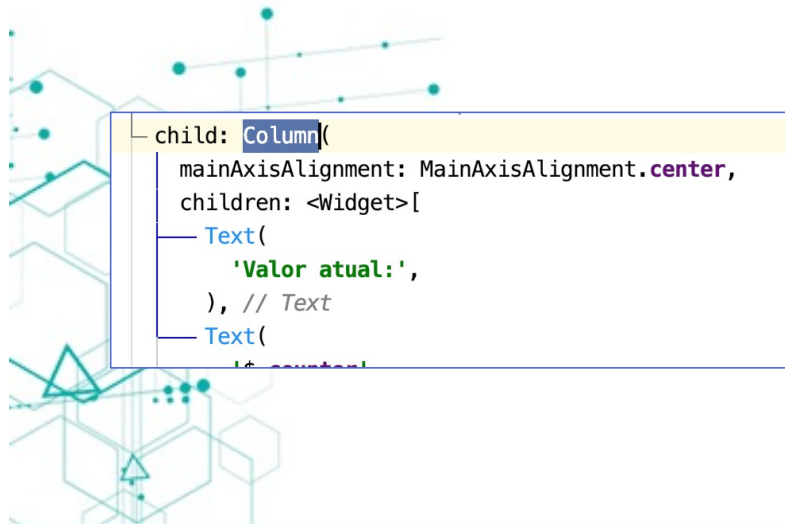 child: Column(
mainAxisAlignment: MainAxisAlignment.center,
children: <Widget>[
Text(
'Valor atual:',
), // Text
Text(